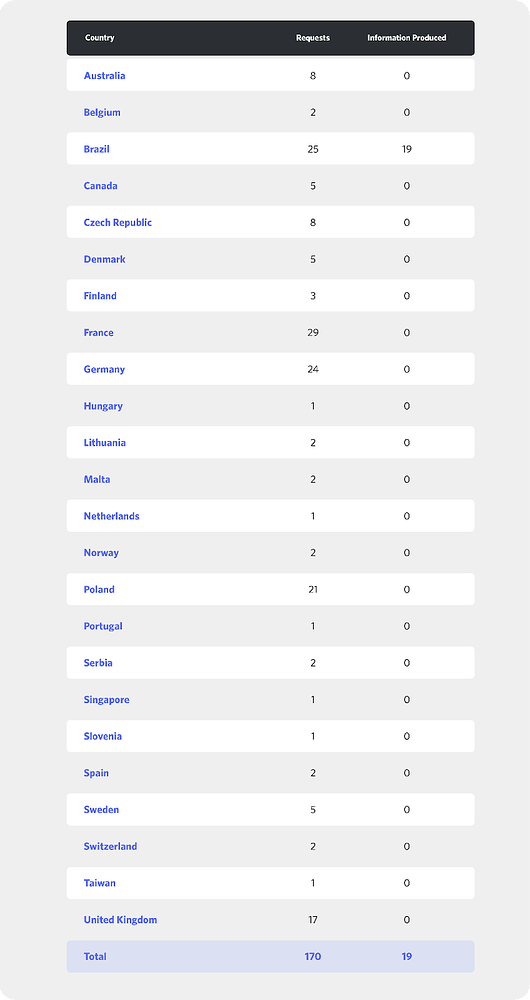 Country Requests Information Produced
Australia 8 0
Belgium 2 0
Brazil 25 19
Canada 5 0
Czech Republic 8 0
Denmark 5 0
Finland 3 0
France 29 0
Germany 24 0
Hungary 1 0
Lithuania 2 0
Malta 2 0
Netherlands 1 0
Norway 2 0
Poland 21 0
Portugal 1 0
Serbia 2 0
Singapore 1 0
Slovenia 1 0
Spain 2 0
Sweden 5 0
Switzerland 2 0
Taiwan 1 0
United Kingdom 17 0
Total 170 19